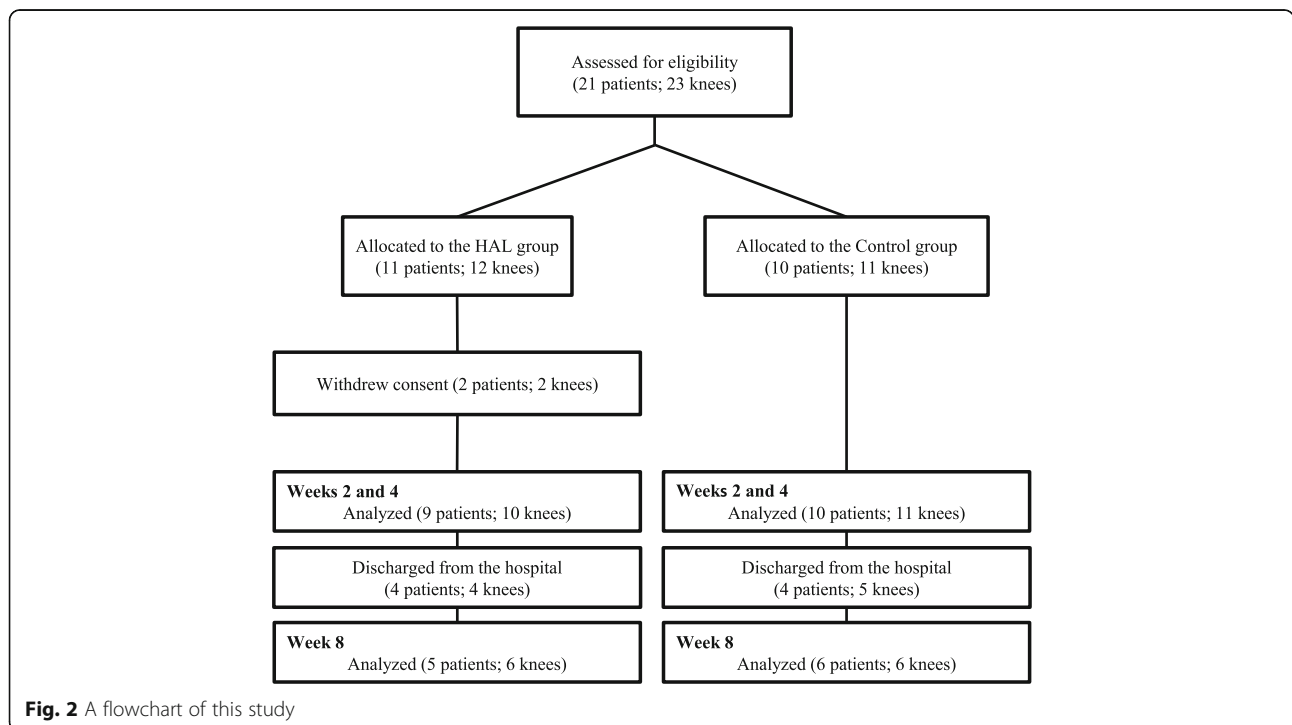 Assessed for eligibility
(21 patients; 23 knees)
Allocated to the HAL group
(11 patients; 12 knees)
Allocated to the Control group
(10 patients; 11 knees)
Withdrew consent (2 patients; 2 knees)
Weeks 2 and 4
Analyzed (9 patients; 10 knees)
Weeks 2 and 4
Analyzed (10 patients; 11 knees)
Discharged from the hospital
(4 patients; 4 knees)
Discharged from the hospital
(4 patients; 5 knees)
Week 8
Analyzed (5 patients; 6 knees)
Week 8
Analyzed (6 patients; 6 knees)
Fig. 2 A flowchart of this study